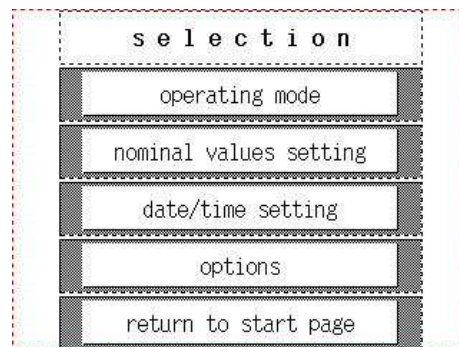 selection
operating mode
nominal values setting
date/time setting
options
return to start page